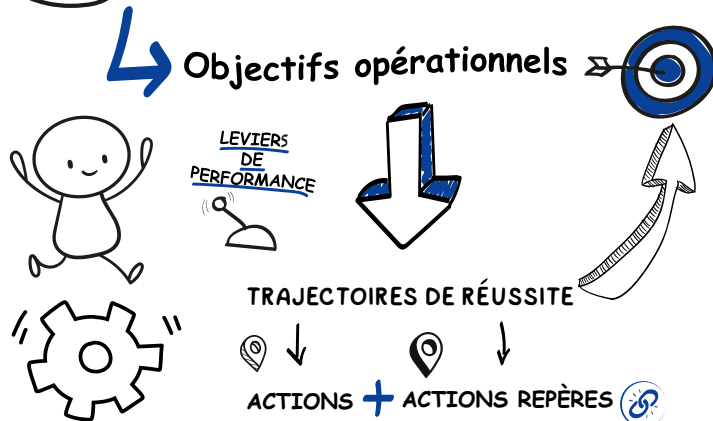 Objectifs opérationnels
LEVIERS
DE
PERFORMANCE
TRAJECTOIRES DE RÉUSSITE
ACTIONS + ACTIONS REPÈRES